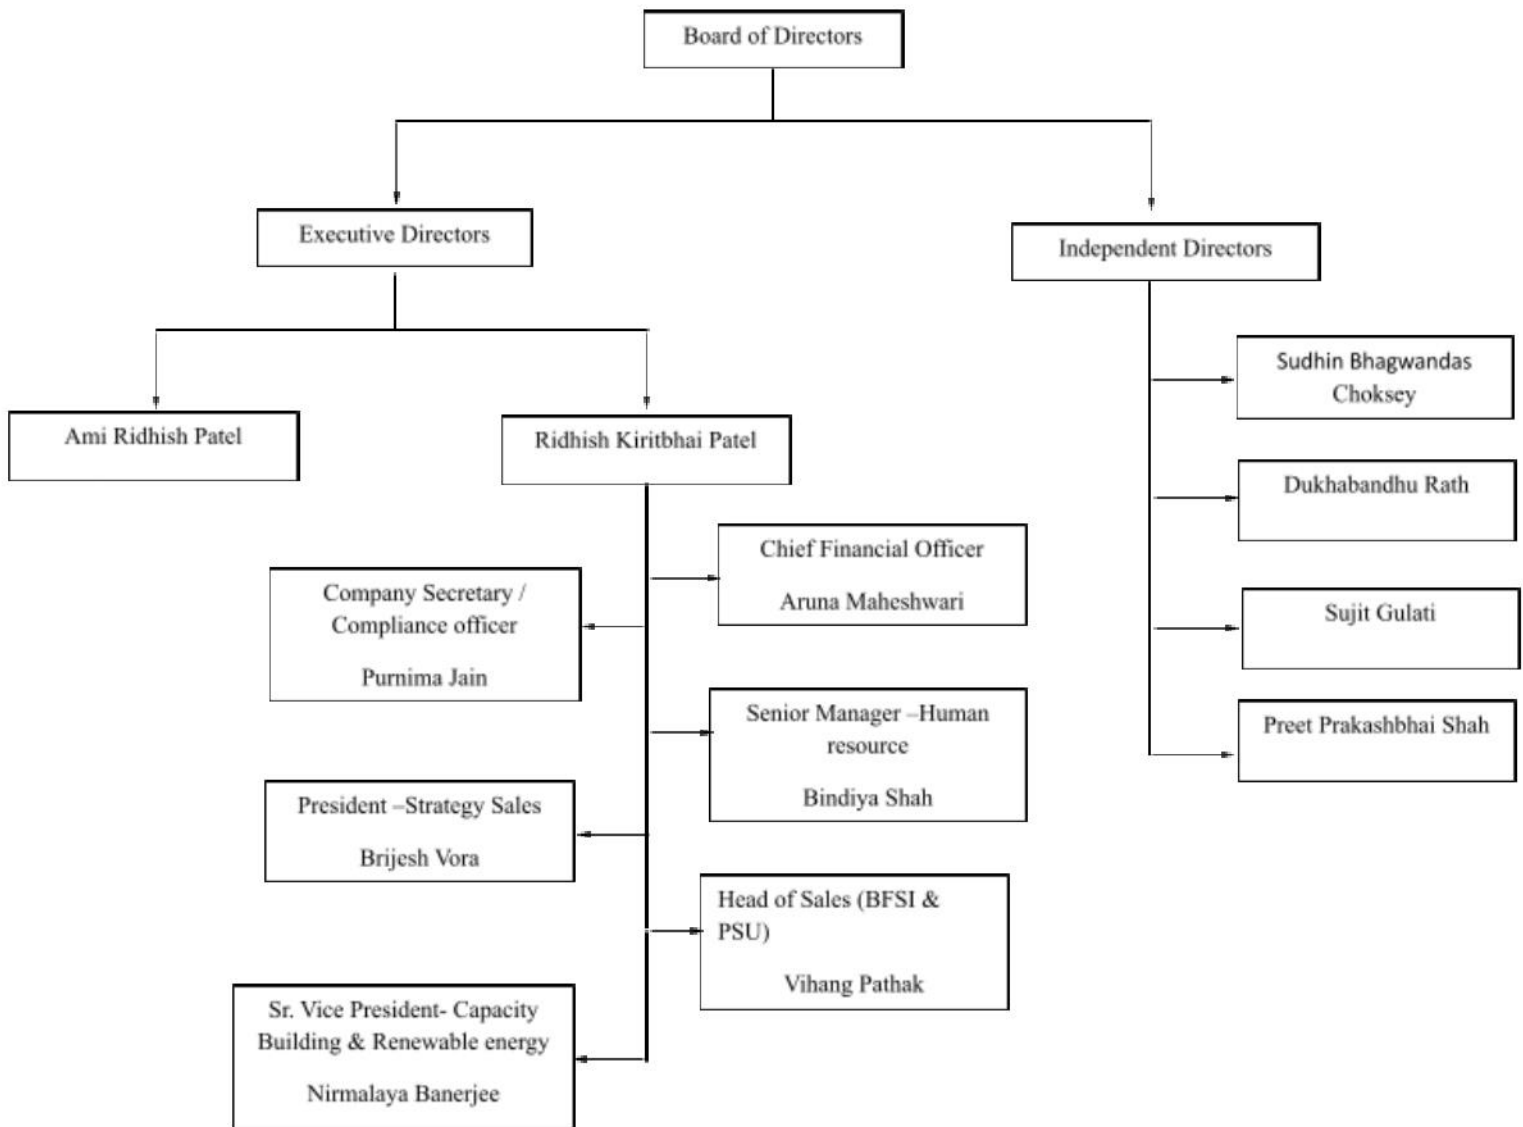 Board of Directors
Executive Directors
Independent Directors
Ami Ridhish Patel
Ridhish Kiritbhai Patel
Sudhin Bhagwandas
Choksey
Dukhabandhu Rath
Sujit Gulati
Preet Prakashbhai Shah
Chief Financial Officer
Aruna Maheshwari
Company Secretary /
Compliance officer
Purnima Jain
Senior Manager –Human
resource
Bindiya Shah
President –Strategy Sales
Brijesh Vora
Head of Sales (BFSI &
PSU)
Vihang Pathak
Sr. Vice President- Capacity
Building & Renewable energy
Nirmalaya Banerjee